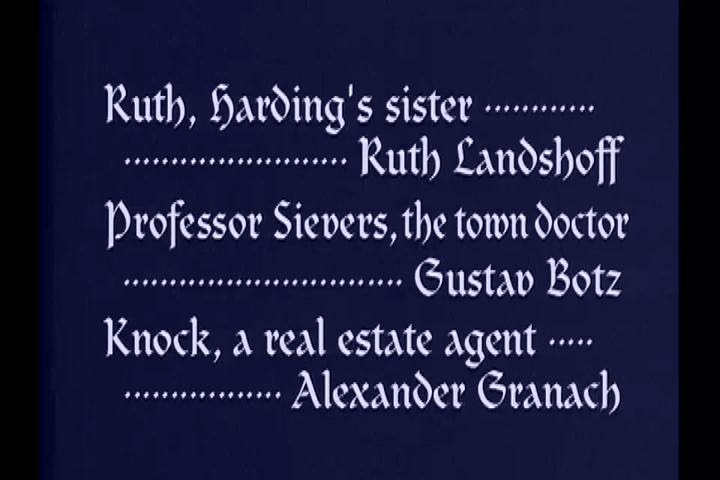 Ruth, Harding's sister ············
························ Ruth Landshoff
Professor Sievers, the town doctor
······························ Gustav Botz
Knock, a real estate agent ·····
················· Alexander Granach